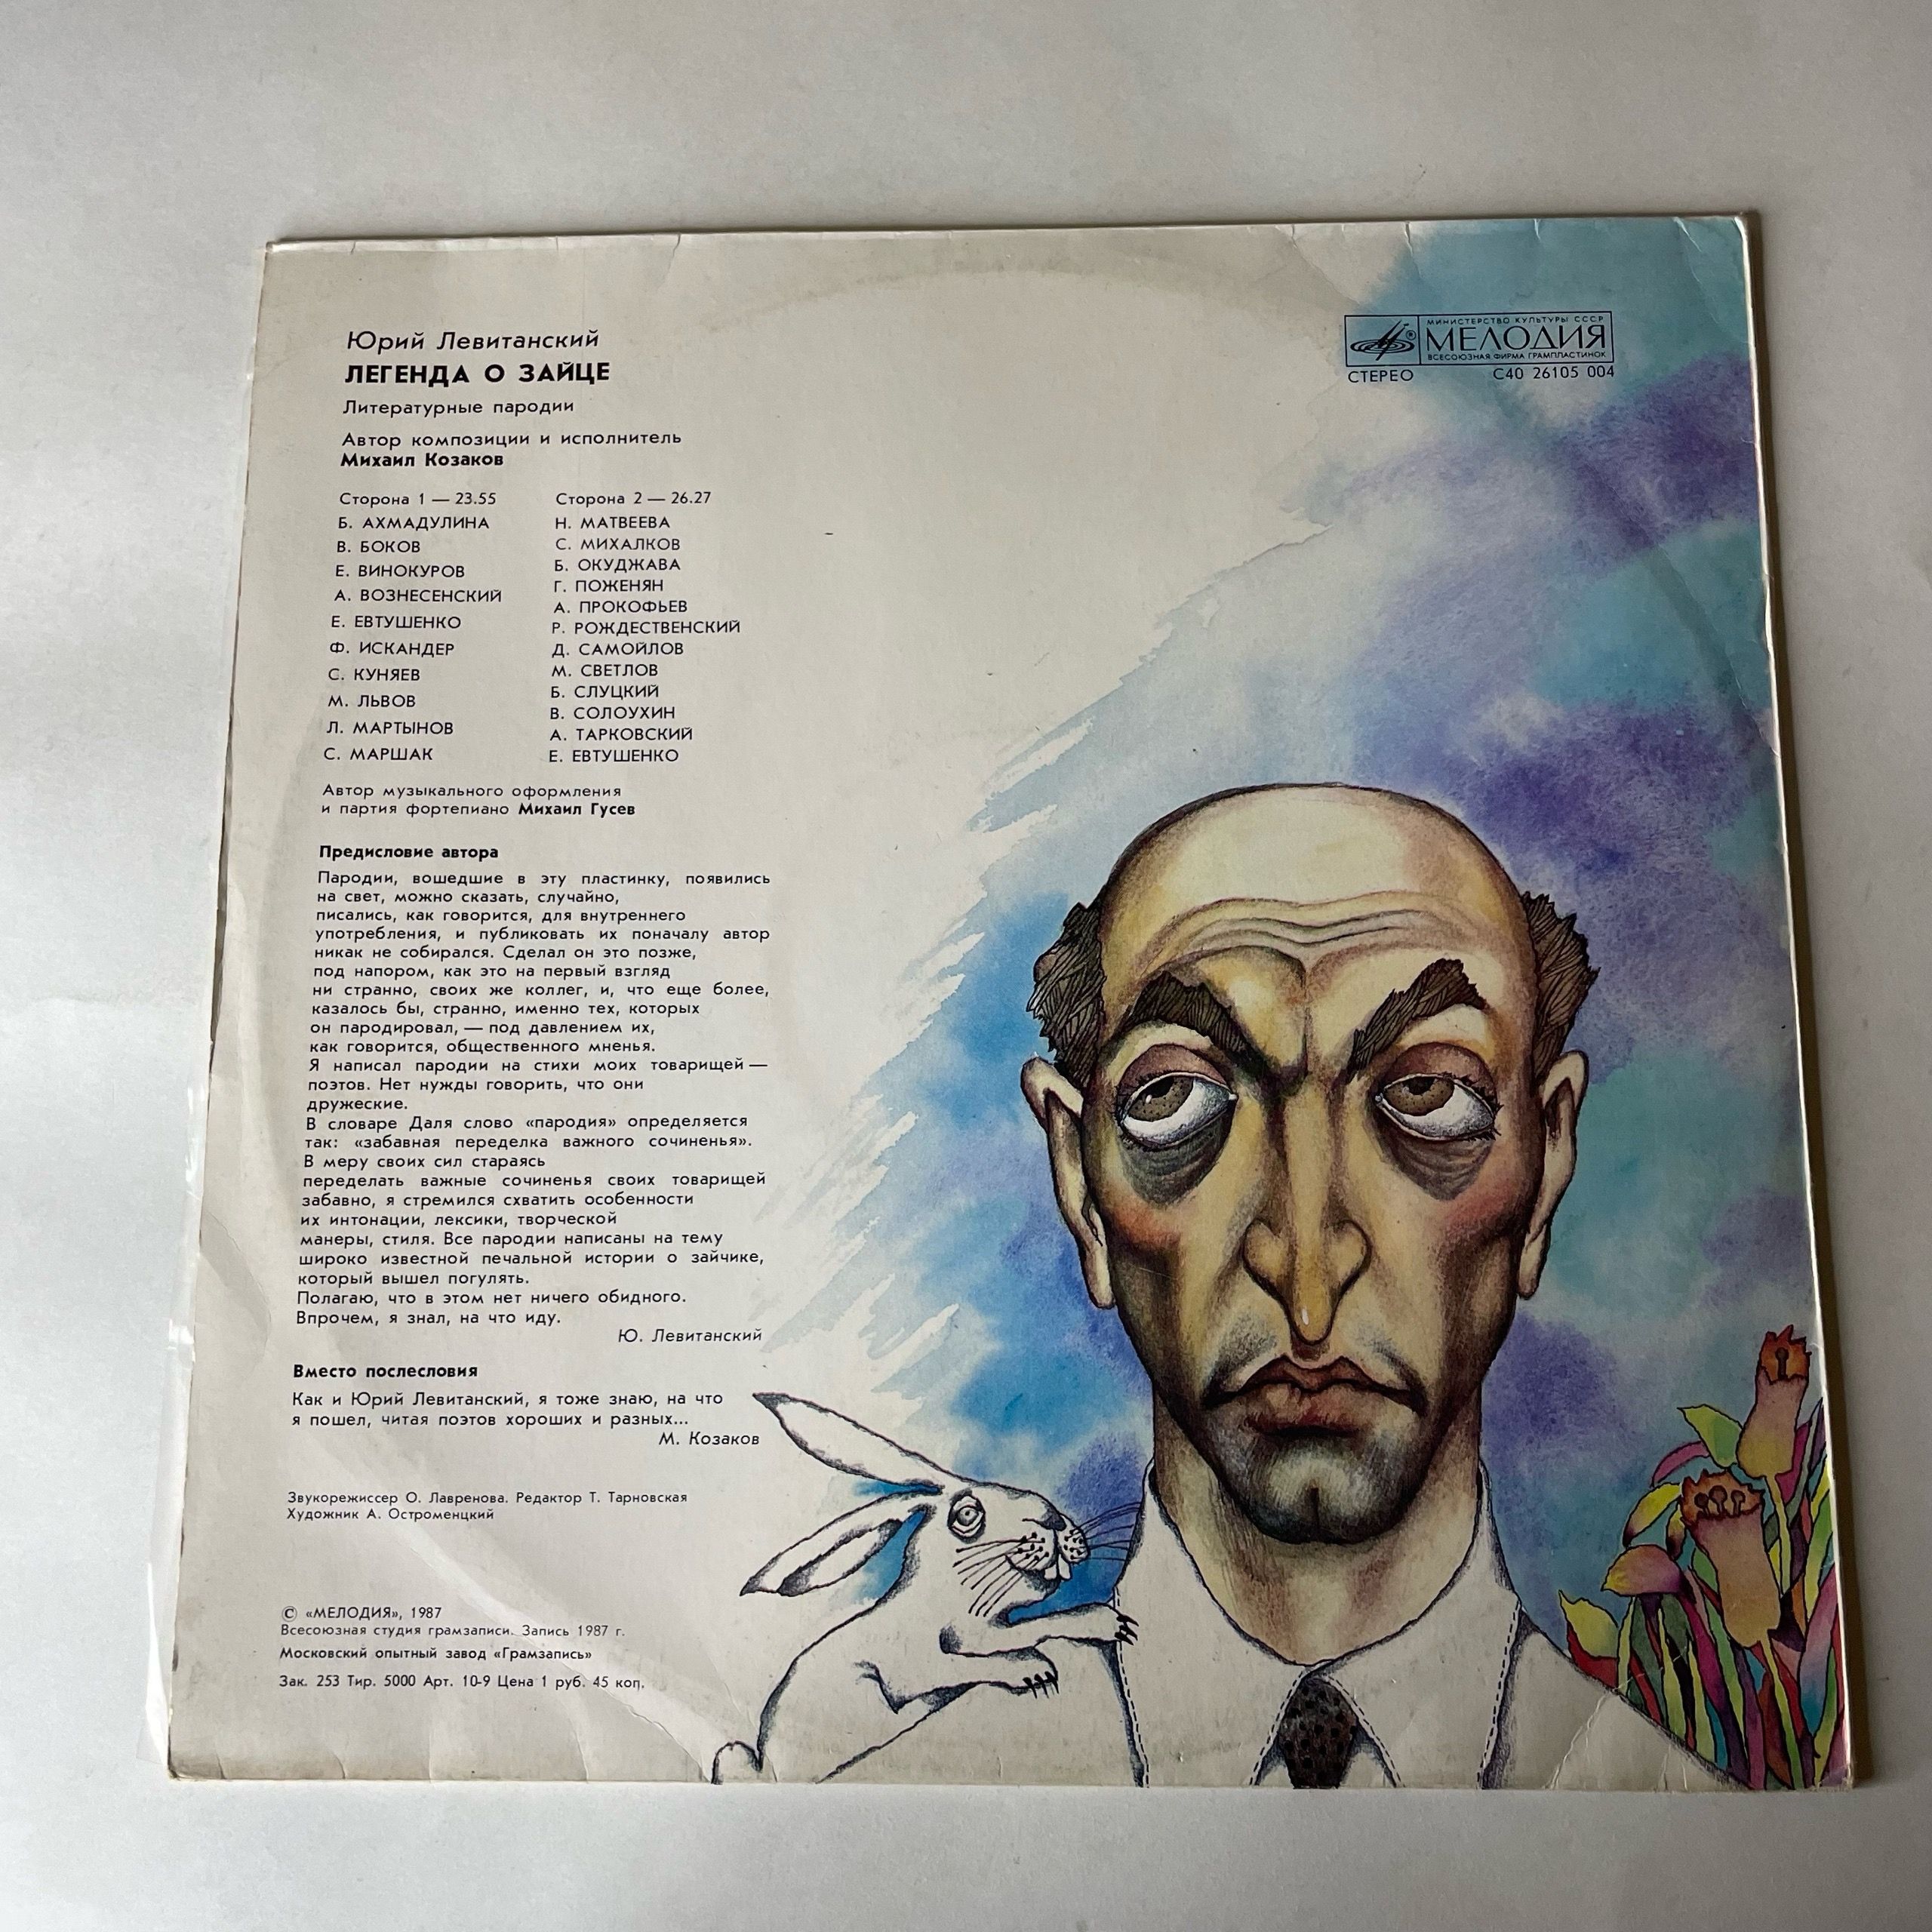 Юрий Левитанский
ЛЕГЕНДА О ЗАЙЦЕ
Литературные пародии
Автор композиции и исполнитель
Михаил Козаков
Сторона 1 — 23.55
Б. АХМАДУЛИНА
В. БОКОВ
Е. ВИНОКУРОВ
А. ВОЗНЕСЕНСКИЙ
Е. ЕВТУШЕНКО
Ф. ИСКАНДЕР
С. КУНЯЕВ
М. ЛЬВОВ
Л. МАРТЫНОВ
С. МАРШАК
Сторона 2 — 26.27
Н. МАТВЕЕВА
С. МИХАЛКОВ
Б. ОКУДЖАВА
Г. ПОЖЕНЯН
А. ПРОКОФЬЕВ
Р. РОЖДЕСТВЕНСКИЙ
Д. САМОЙЛОВ
М. СВЕТЛОВ
Б. СЛУЦКИЙ
В. СОЛОУХИН
А. ТАРКОВСКИЙ
Е. ЕВТУШЕНКО
Автор музыкального оформления
и партия фортепиано Михаил Гусев
Предисловие автора
Пародии, вошедшие в эту пластинку, появились
на свет, можно сказать, случайно,
писались, как говорится, для внутреннего
употребления, и публиковать их поначалу автор
никак не собирался. Сделал он это позже,
под напором, как это на первый взгляд
ни странно, своих же коллег, и, что еще более,
казалось бы, странно, именно тех, которых
он пародировал, — под давлением их,
как говорится, общественного мненья.
Я написал пародии на стихи моих товарищей —
поэтов. Нет нужды говорить, что они
дружеские.
В словаре Даля слово «пародия» определяется
так: «забавная переделка важного сочиненья».
В меру своих сил стараясь
переделать важные сочиненья своих товарищей
забавно, я стремился схватить особенности
их интонации, лексики, творческой
манеры, стиля. Все пародии написаны на тему
широко известной печальной истории о зайчике,
который вышел погулять.
Полагаю, что в этом нет ничего обидного.
Впрочем, я знал, на что иду.
Ю. Левитанский
Вместо послесловия
Как и Юрий Левитанский, я тоже знаю, на что
я пошел, читая поэтов хороших и разных...
М. Козаков
Звукорежиссер О. Лавренова. Редактор Т. Тарновская
Художник А. Остроменцкий
© «МЕЛОДИЯ», 1987
Всесоюзная студия грамзаписи. Запись 1987 г.
Московский опытный завод «Грамзапись»
Зак. 253 Тир. 5000 Арт. 10-9 Цена 1 руб. 45 коп.
МИНИСТЕРСТВО КУЛЬТУРЫ СССР
® МЕЛОДИЯ
ВСЕСОЮЗНАЯ ФИРМА ГРАМПЛАСТИНОК
СТЕРЕО С40 26105 004